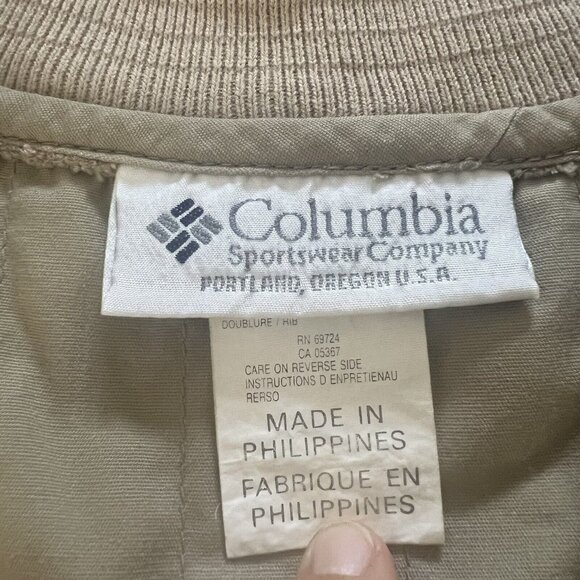 Columbia
Sportswear Company
PORTLAND, OREGON U.S.A.
DOUBLURE / RIB
RN 69724
CA 05367
CARE ON REVERSE SIDE
INSTRUCTIONS D ENPRETIENAU
RERSO
MADE IN
PHILIPPINES
FABRIQUE EN
PHILIPPINES